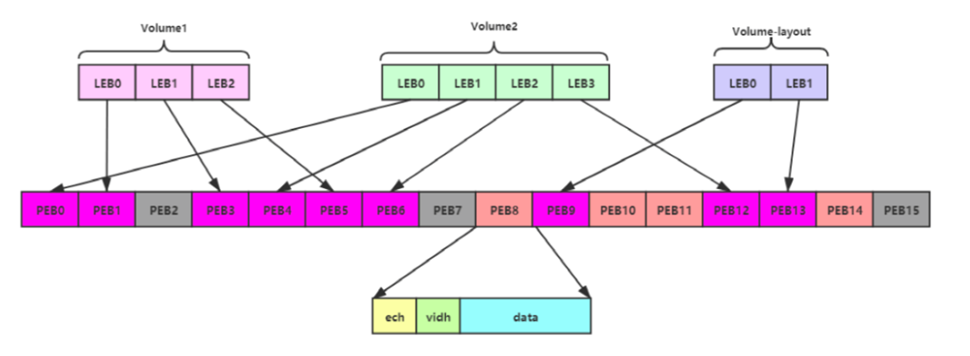 Volume1 Volume2 Volume-layout
LEB0 LEB1 LEB2 LEB0 LEB1 LEB2 LEB3 LEB0 LEB1
PEB0 PEB1 PEB2 PEB3 PEB4 PEB5 PEB6 PEB7 PEB8 PEB9 PEB10 PEB11 PEB12 PEB13 PEB14 PEB15
ech vidh data